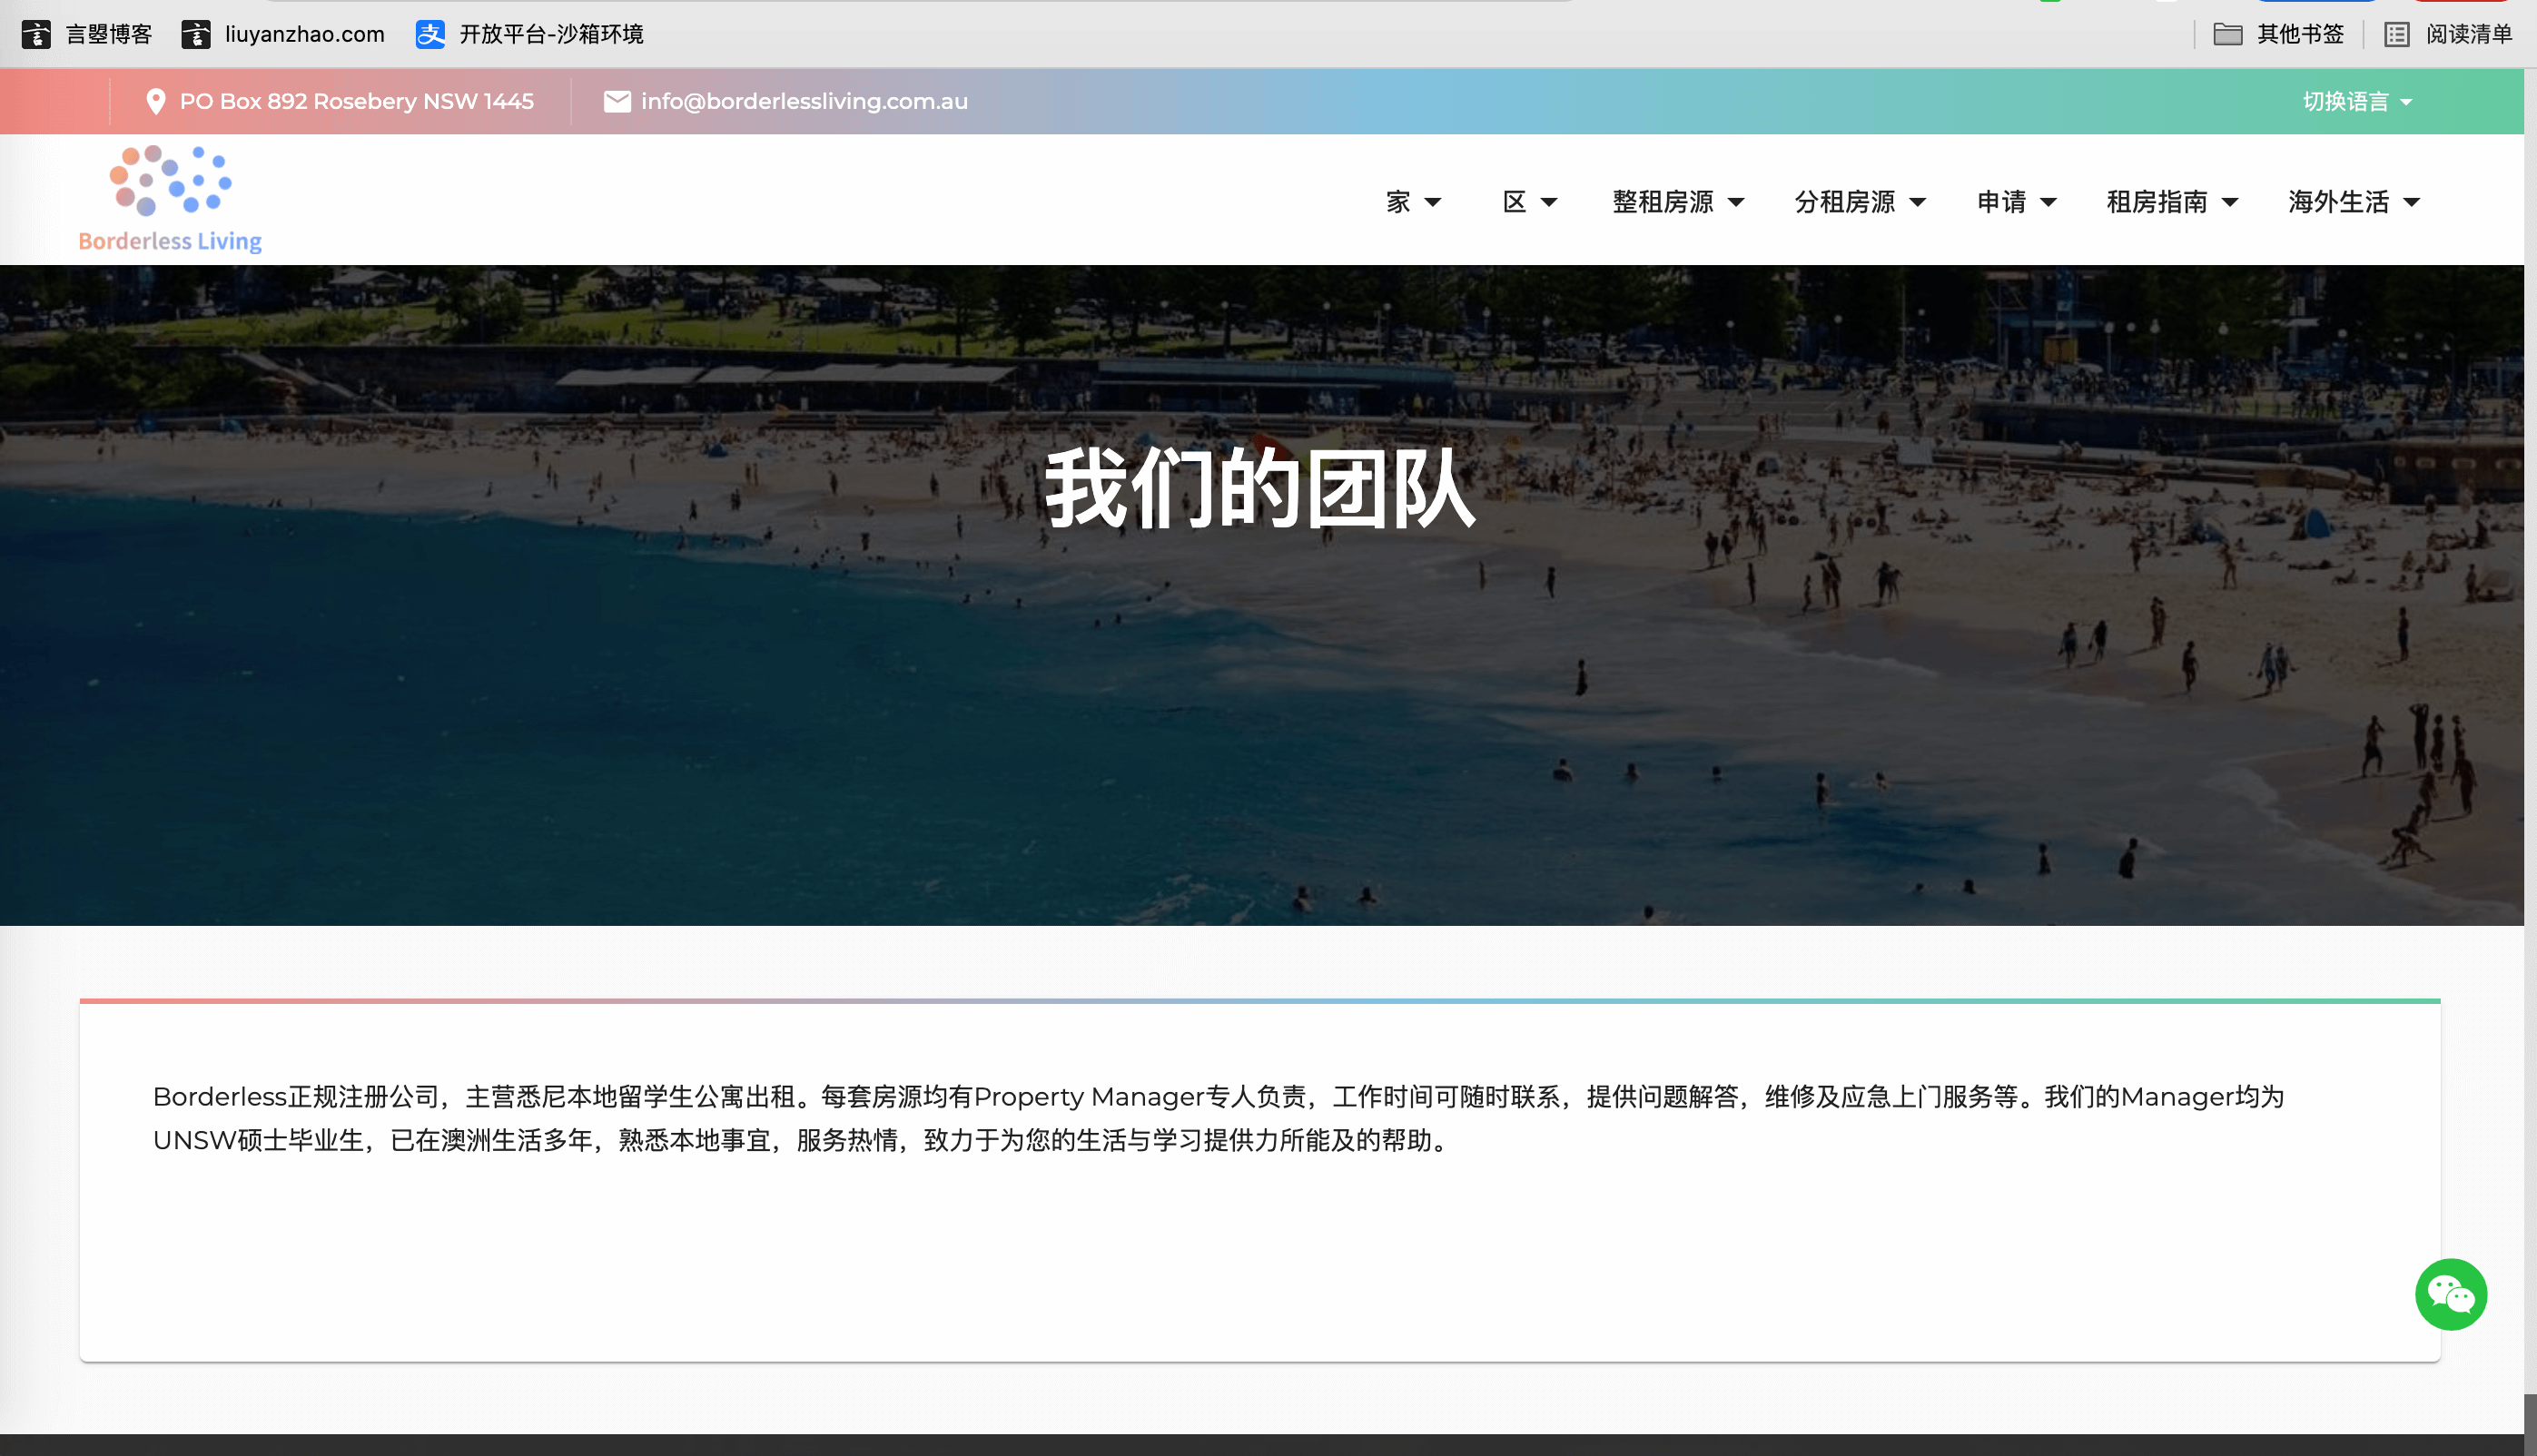 言曌博客
liuyanzhao.com
开放平台-沙箱环境
其他书签
阅读清单
PO Box 892 Rosebery NSW 1445
info@borderlessliving.com.au
切换语言
Borderless Living
家
区
整租房源
分租房源
申请
租房指南
海外生活
我们的团队
Borderless正规注册公司，主营悉尼本地留学生公寓出租。每套房源均有Property Manager专人负责，工作时间可随时联系，提供问题解答，维修及应急上门服务等。我们的Manager均为
UNSW硕士毕业生，已在澳洲生活多年，熟悉本地事宜，服务热情，致力于为您的生活与学习提供力所能及的帮助。